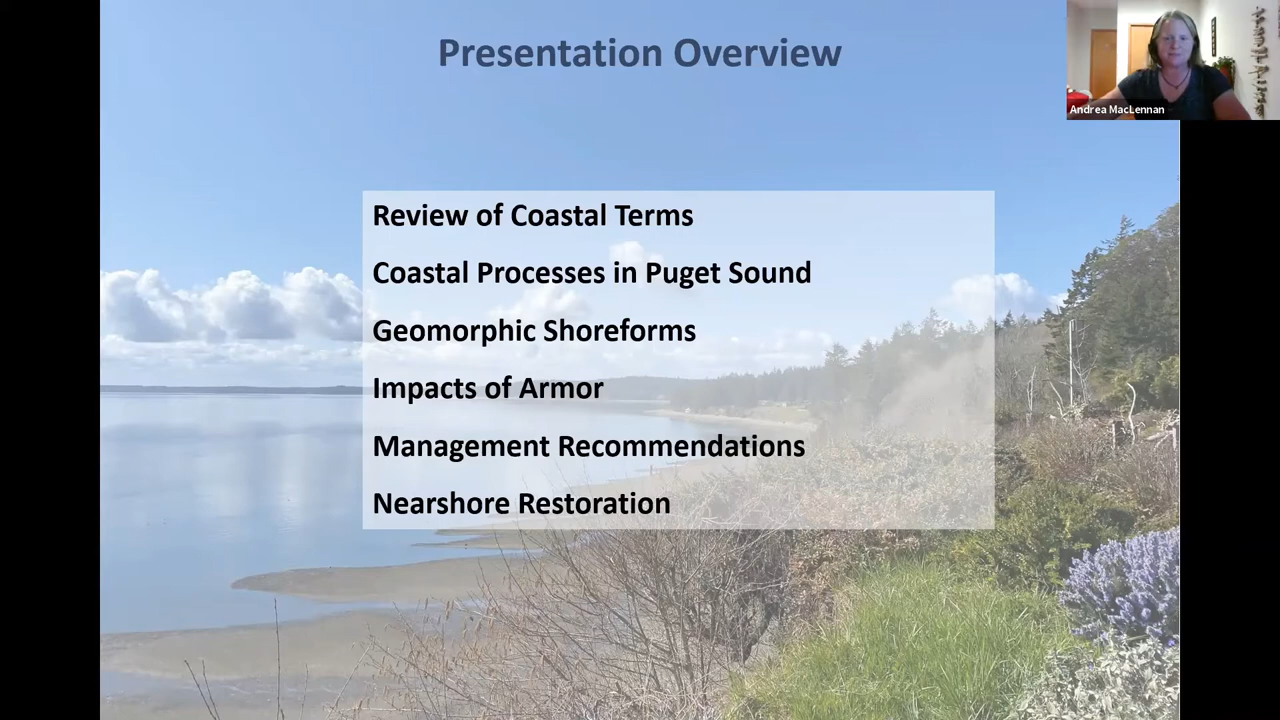 Presentation Overview
Andrea MacLennan
Review of Coastal Terms
Coastal Processes in Puget Sound
Geomorphic Shoreforms
Impacts of Armor
Management Recommendations
Nearshore Restoration